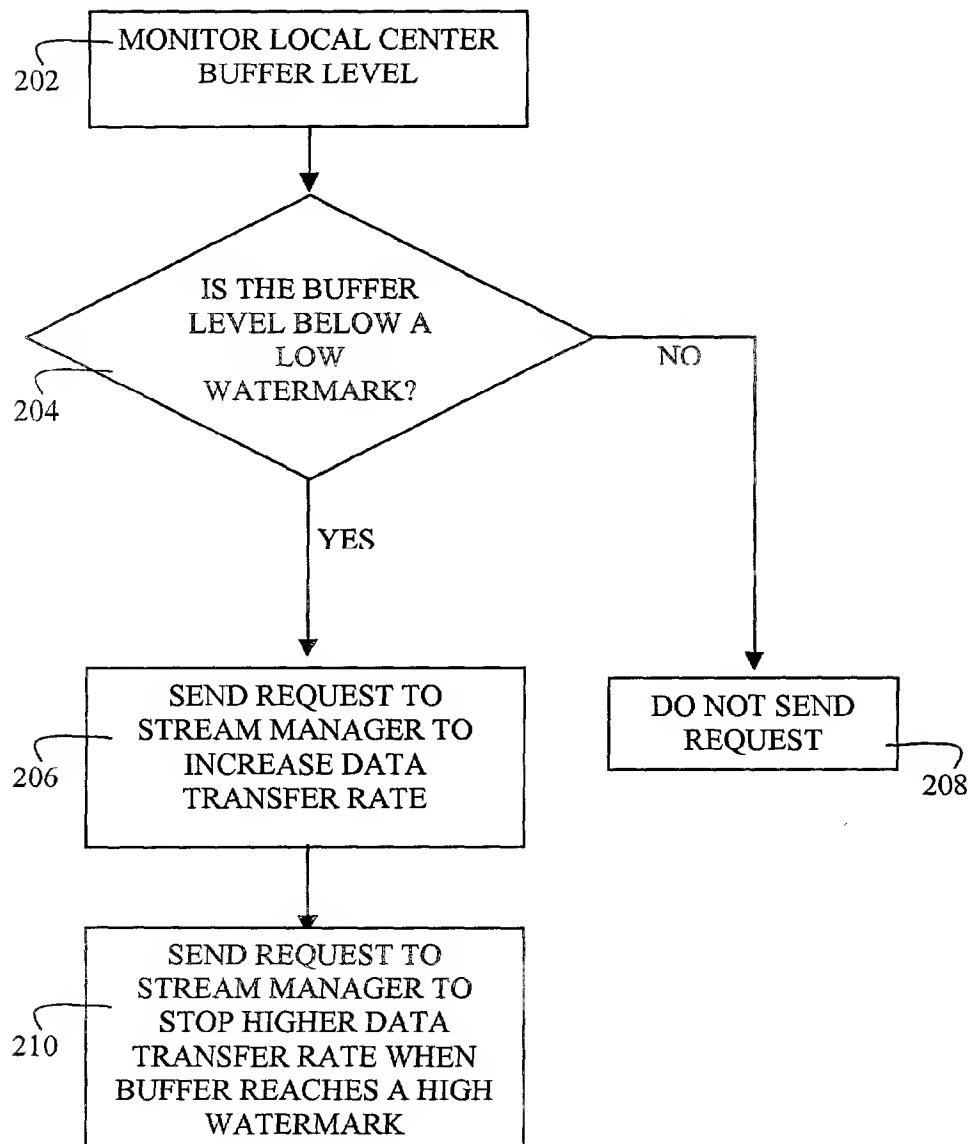 MONITOR LOCAL CENTER
BUFFER LEVEL
202
IS THE BUFFER
LEVEL BELOW A
LOW
WATERMARK?
204
NO
YES
SEND REQUEST TO
STREAM MANAGER TO
INCREASE DATA
TRANSFER RATE
206
DO NOT SEND
REQUEST
208
SEND REQUEST TO
STREAM MANAGER TO
STOP HIGHER DATA
TRANSFER RATE WHEN
BUFFER REACHES A HIGH
WATERMARK
210